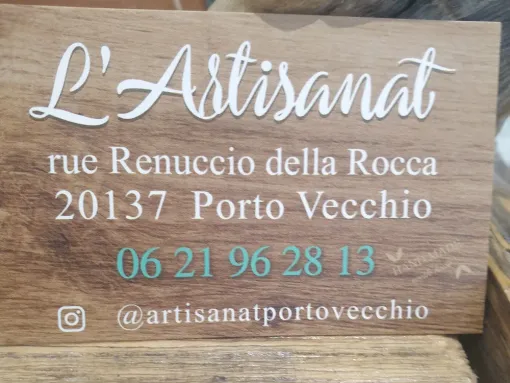 L'Artisanat
rue Renuccio della Rocca
20137 Porto Vecchio
06 21 96 28 13
@artisanatportovecchio